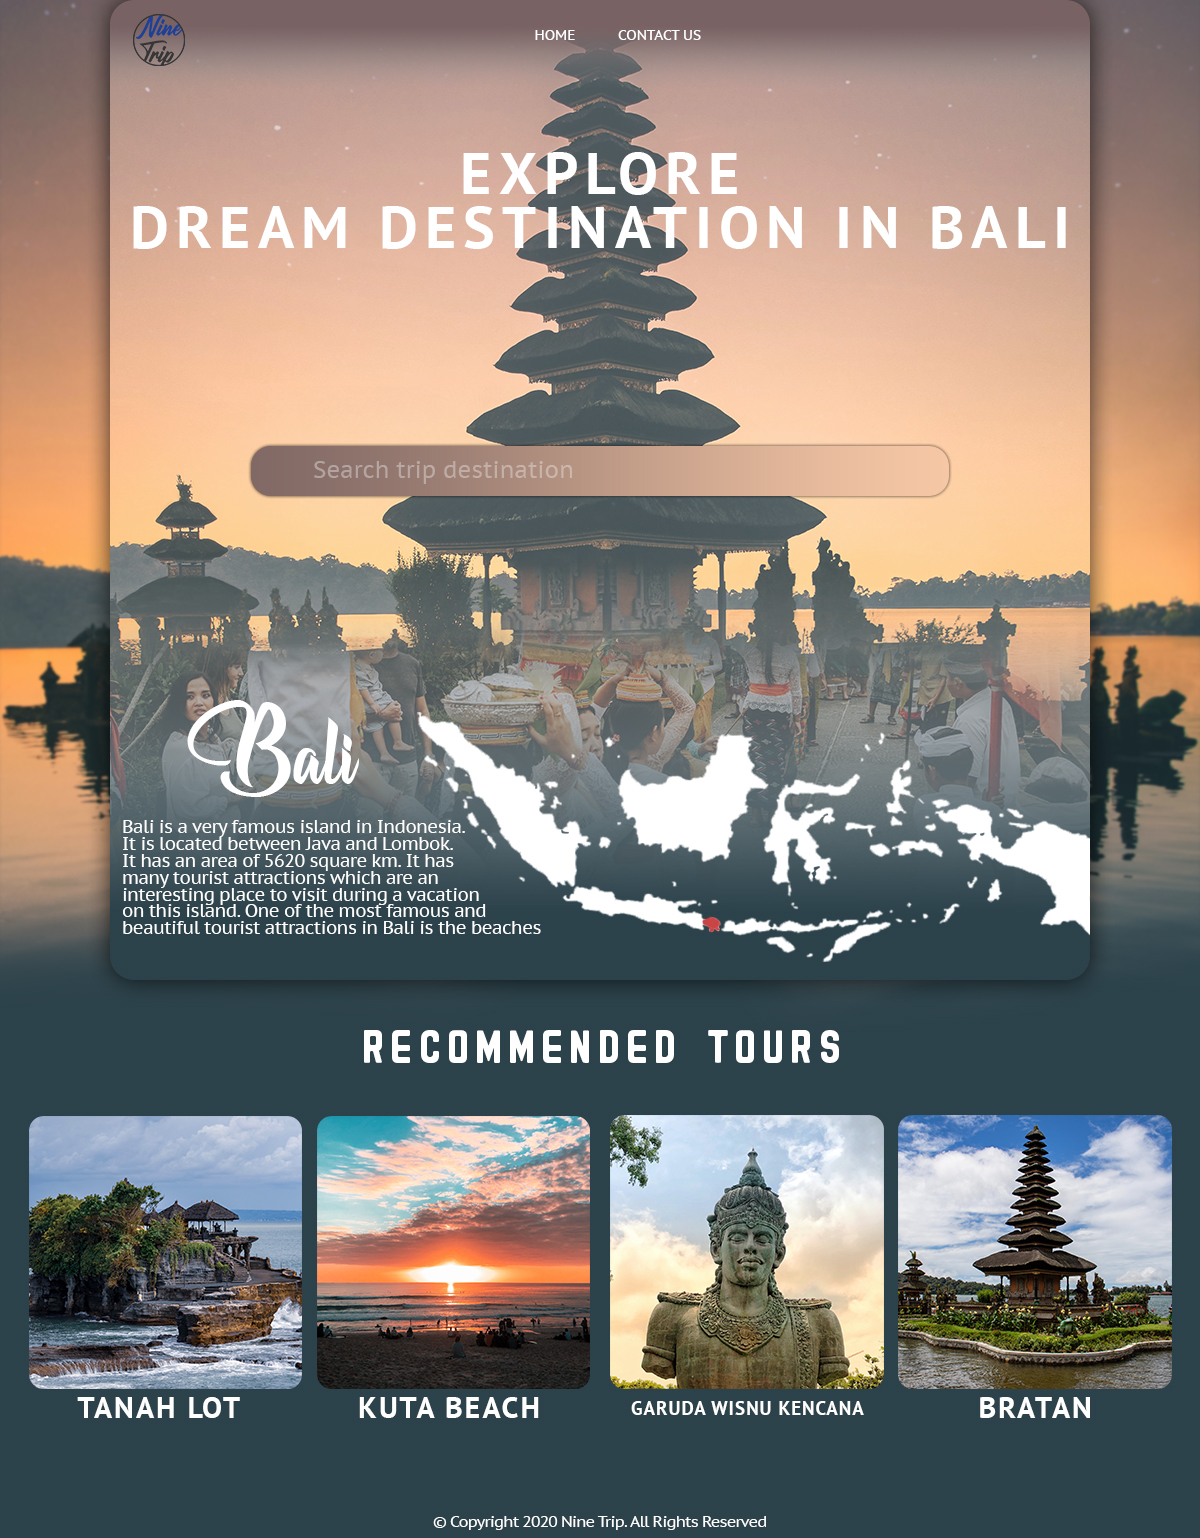 Nine
Trip
HOME
CONTACT US
EXPLORE
DREAM DESTINATION IN BALI
Search trip destination
Bali
Bali is a very famous island in Indonesia.
It is located between Java and Lombok.
It has an area of 5620 square km. It has
many tourist attractions which are an
interesting place to visit during a vacation
on this island. One of the most famous and
beautiful tourist attractions in Bali is the beaches
RECOMMENDED TOURS
TANAH LOT
KUTA BEACH
GARUDA WISNU KENCANA
BRATAN
© Copyright 2020 Nine Trip. All Rights Reserved